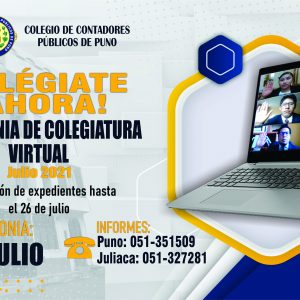 COLEGIO DE CONTADORES
PÚBLICOS DE PUNO
LÉGIATE
AHORA!
NIA DE COLEGIATURA
VIRTUAL
Julio 2021
ón de expedientes hasta
el 26 de julio
ONIA:
ULIO
INFORMES:
Puno: 051-351509
Juliaca: 051-327281